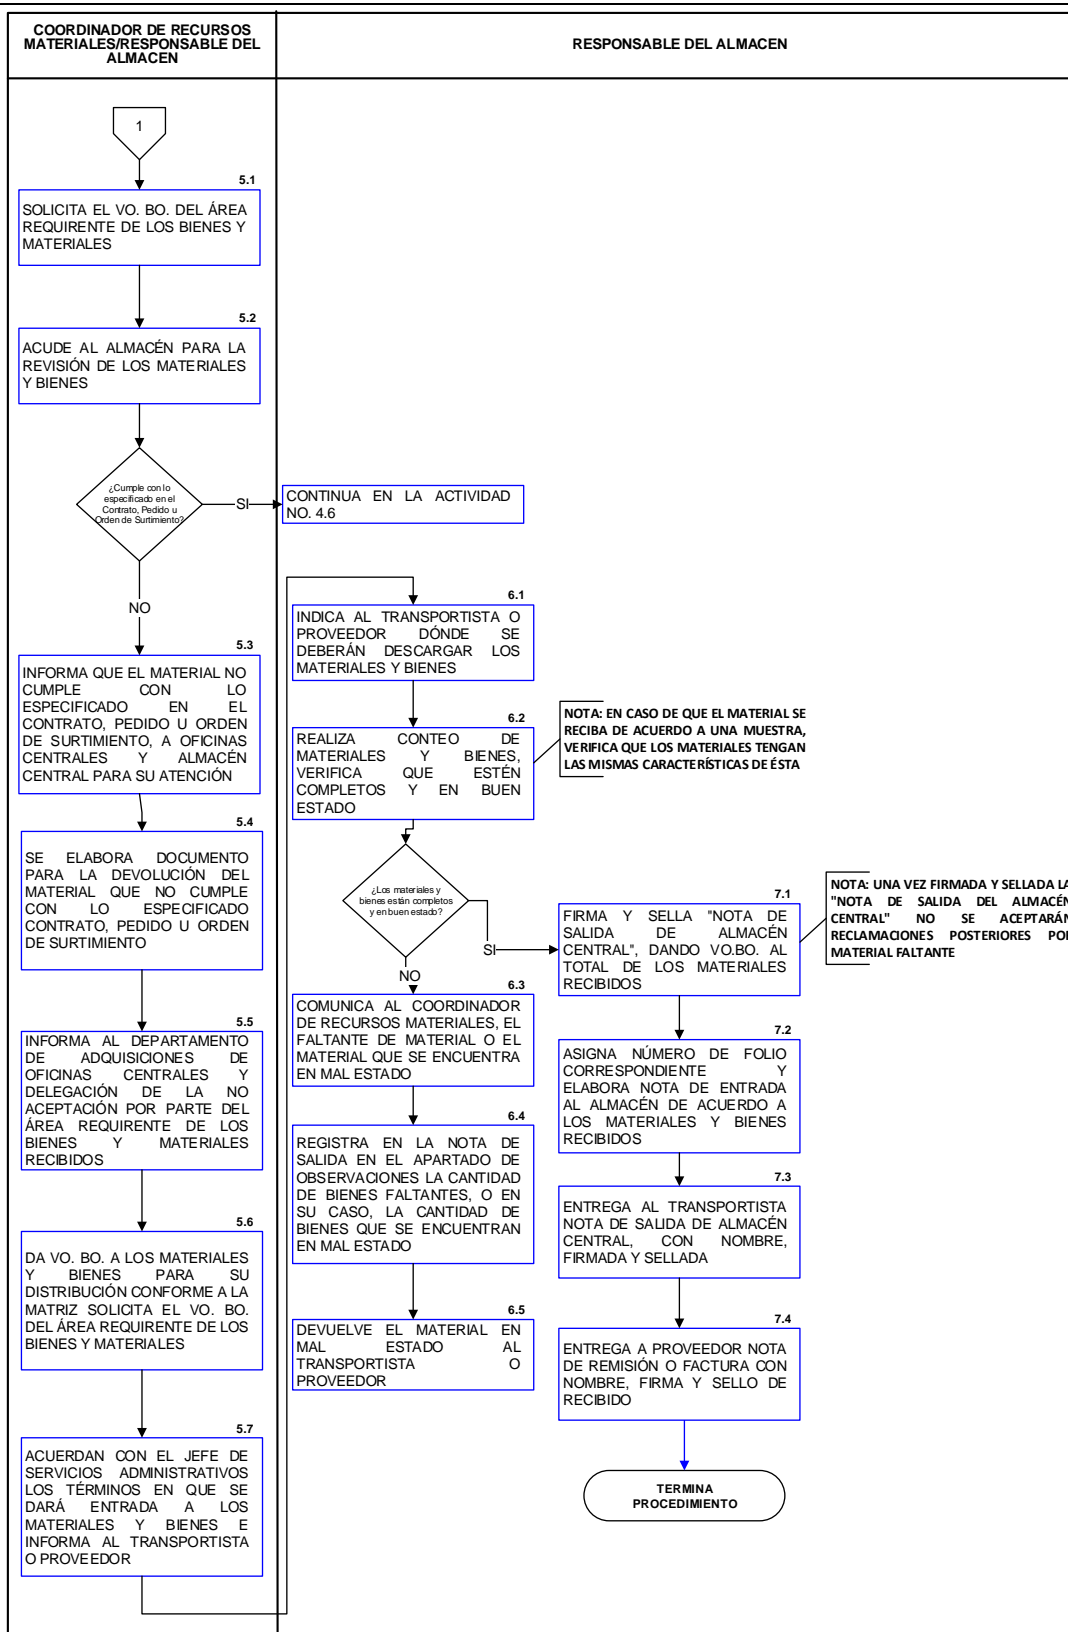 COORDINADOR DE RECURSOS
MATERIALES/RESPONSABLE DEL
ALMACEN
RESPONSABLE DEL ALMACEN
1
5.1
SOLICITA EL VO. BO. DEL ÁREA
REQUIRENTE DE LOS BIENES Y
MATERIALES
5.2
ACUDE AL ALMACÉN PARA LA
REVISIÓN DE LOS MATERIALES
Y BIENES
¿Cumple con lo
especificado en el
Contrato, Pedido u
Orden de Surtimiento?
SI
CONTINUA EN LA ACTIVIDAD
NO. 4.6
NO
5.3
INFORMA QUE EL MATERIAL NO
CUMPLE CON LO
ESPECIFICADO EN EL
CONTRATO, PEDIDO U ORDEN
DE SURTIMIENTO, A OFICINAS
CENTRALES Y ALMACÉN
CENTRAL PARA SU ATENCIÓN
5.4
SE ELABORA DOCUMENTO
PARA LA DEVOLUCIÓN DEL
MATERIAL QUE NO CUMPLE
CON LO ESPECIFICADO
CONTRATO, PEDIDO U ORDEN
DE SURTIMIENTO
5.5
INFORMA AL DEPARTAMENTO
DE ADQUISICIONES DE
OFICINAS CENTRALES Y
DELEGACIÓN DE LA NO
ACEPTACIÓN POR PARTE DEL
ÁREA REQUIRENTE DE LOS
BIENES Y MATERIALES
RECIBIDOS
5.6
DA VO. BO. A LOS MATERIALES
Y BIENES PARA SU
DISTRIBUCIÓN CONFORME A LA
MATRIZ SOLICITA EL VO. BO.
DEL ÁREA REQUIRENTE DE LOS
BIENES Y MATERIALES
5.7
ACUERDAN CON EL JEFE DE
SERVICIOS ADMINISTRATIVOS
LOS TÉRMINOS EN QUE SE
DARÁ ENTRADA A LOS
MATERIALES Y BIENES E
INFORMA AL TRANSPORTISTA
O PROVEEDOR
6.1
INDICA AL TRANSPORTISTA O
PROVEEDOR DÓNDE SE
DEBERÁN DESCARGAR LOS
MATERIALES Y BIENES
6.2
REALIZA CONTEO DE
MATERIALES Y BIENES,
VERIFICA QUE ESTÉN
COMPLETOS Y EN BUEN
ESTADO
NOTA: EN CASO DE QUE EL MATERIAL SE
RECIBA DE ACUERDO A UNA MUESTRA,
VERIFICA QUE LOS MATERIALES TENGAN
LAS MISMAS CARACTERÍSTICAS DE ÉSTA
¿Los materiales y
bienes están completos
y en buen estado?
SI
NO
6.3
COMUNICA AL COORDINADOR
DE RECURSOS MATERIALES, EL
FALTANTE DE MATERIAL O EL
MATERIAL QUE SE ENCUENTRA
EN MAL ESTADO
6.4
REGISTRA EN LA NOTA DE
SALIDA EN EL APARTADO DE
OBSERVACIONES LA CANTIDAD
DE BIENES FALTANTES, O EN
SU CASO, LA CANTIDAD DE
BIENES QUE SE ENCUENTRAN
EN MAL ESTADO
6.5
DEVUELVE EL MATERIAL EN
MAL ESTADO AL
TRANSPORTISTA O
PROVEEDOR
7.1
FIRMA Y SELLA "NOTA DE
SALIDA DE ALMACÉN
CENTRAL", DANDO VO.BO. AL
TOTAL DE LOS MATERIALES
RECIBIDOS
NOTA: UNA VEZ FIRMADA Y SELLADA LA
"NOTA DE SALIDA DEL ALMACÉN
CENTRAL" NO SE ACEPTARÁN
RECLAMACIONES POSTERIORES POR
MATERIAL FALTANTE
7.2
ASIGNA NÚMERO DE FOLIO
CORRESPONDIENTE Y
ELABORA NOTA DE ENTRADA
AL ALMACÉN DE ACUERDO A
LOS MATERIALES Y BIENES
RECIBIDOS
7.3
ENTREGA AL TRANSPORTISTA
NOTA DE SALIDA DE ALMACÉN
CENTRAL, CON NOMBRE,
FIRMADA Y SELLADA
7.4
ENTREGA A PROVEEDOR NOTA
DE REMISIÓN O FACTURA CON
NOMBRE, FIRMA Y SELLO DE
RECIBIDO
TERMINA
PROCEDIMIENTO